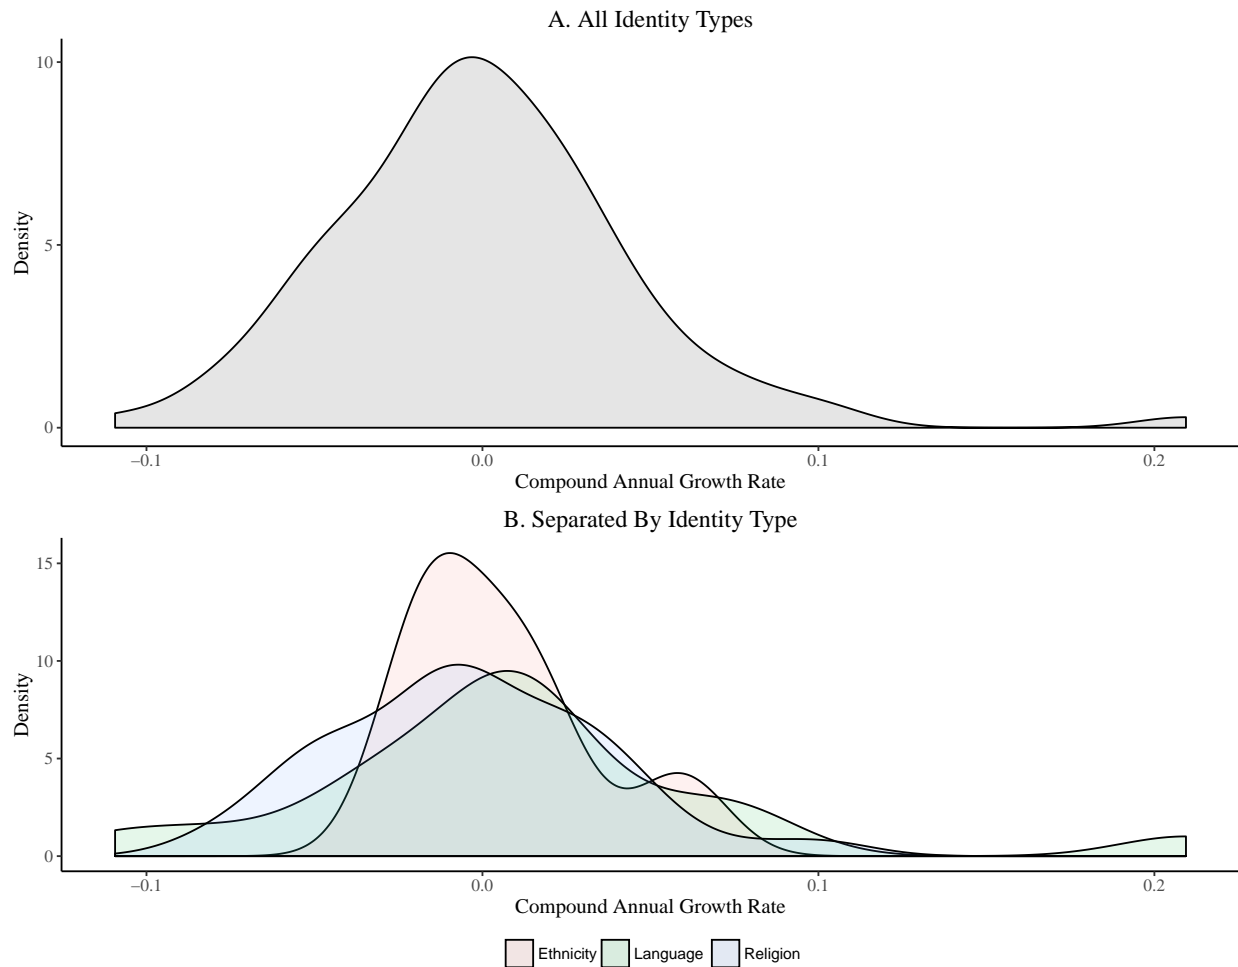 A. All Identity Types
10
5
0
Density
−0.1 0.0 0.1 0.2
Compound Annual Growth Rate
B. Separated By Identity Type
15
10
5
0
Density
−0.1 0.0 0.1 0.2
Compound Annual Growth Rate
Ethnicity Language Religion